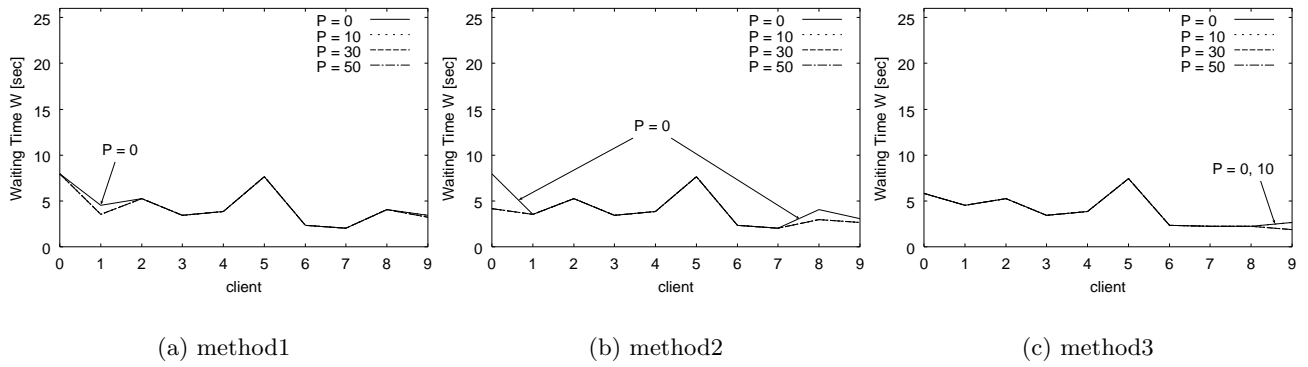 25
20
15
10
5
0
Waiting Time W [sec]
P = 0
P = 10
P = 30
P = 50
P = 0
0 1 2 3 4 5 6 7 8 9
client
(a) method1
25
20
15
10
5
0
Waiting Time W [sec]
P = 0
P = 10
P = 30
P = 50
P = 0
0 1 2 3 4 5 6 7 8 9
client
(b) method2
25
20
15
10
5
0
Waiting Time W [sec]
P = 0
P = 10
P = 30
P = 50
P = 0, 10
0 1 2 3 4 5 6 7 8 9
client
(c) method3